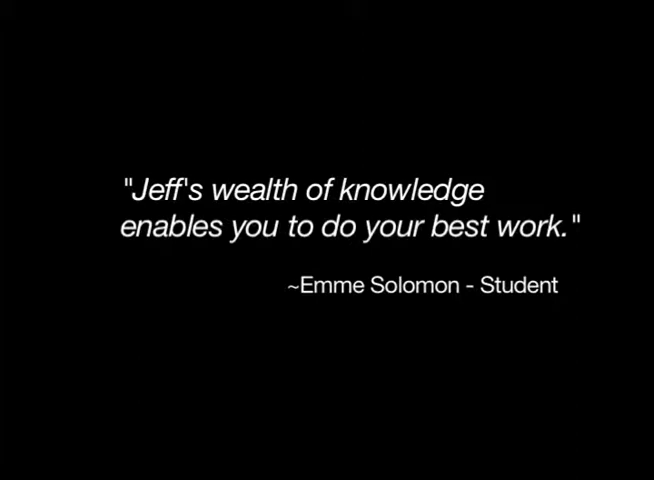 "Jeff's wealth of knowledge
enables you to do your best work."
~Emme Solomon - Student